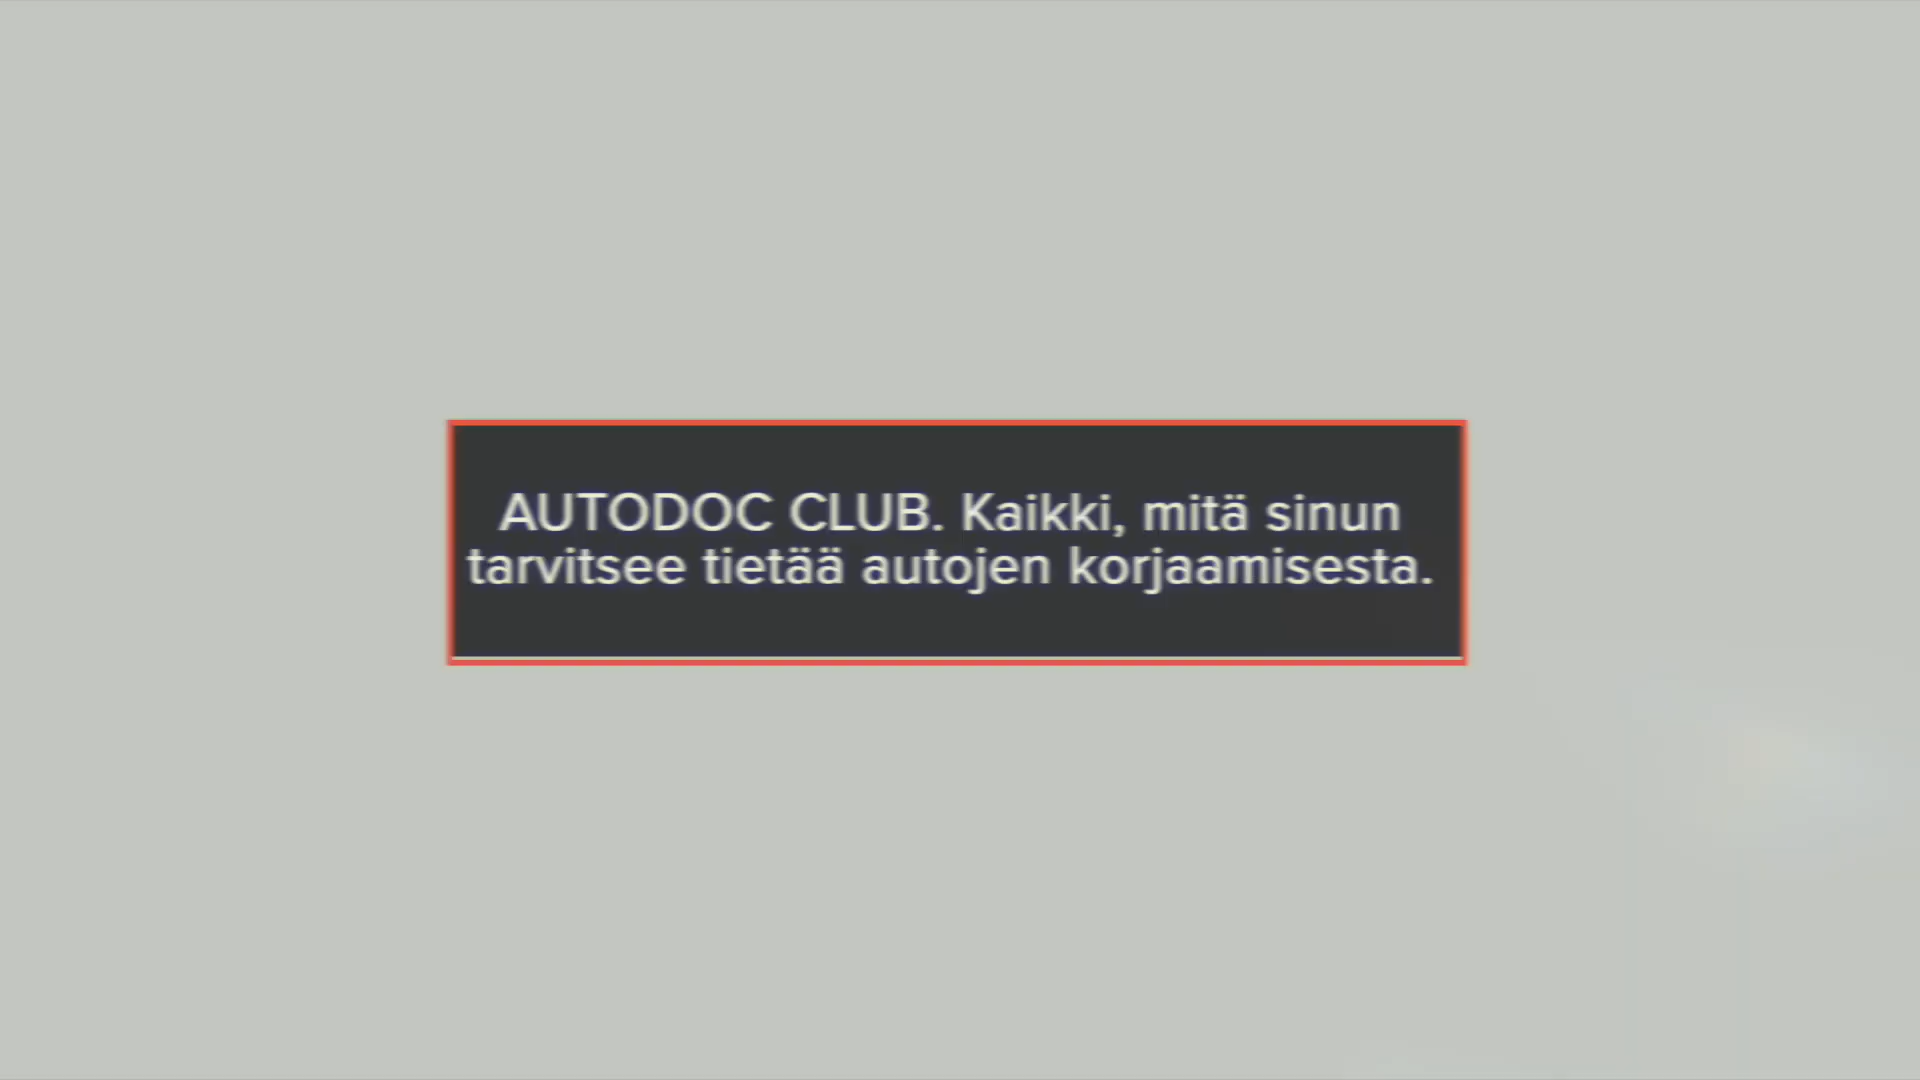 AUTODOC CLUB. Kaikki, mitä sinun
tarvitsee tietää autojen korjaamisesta.